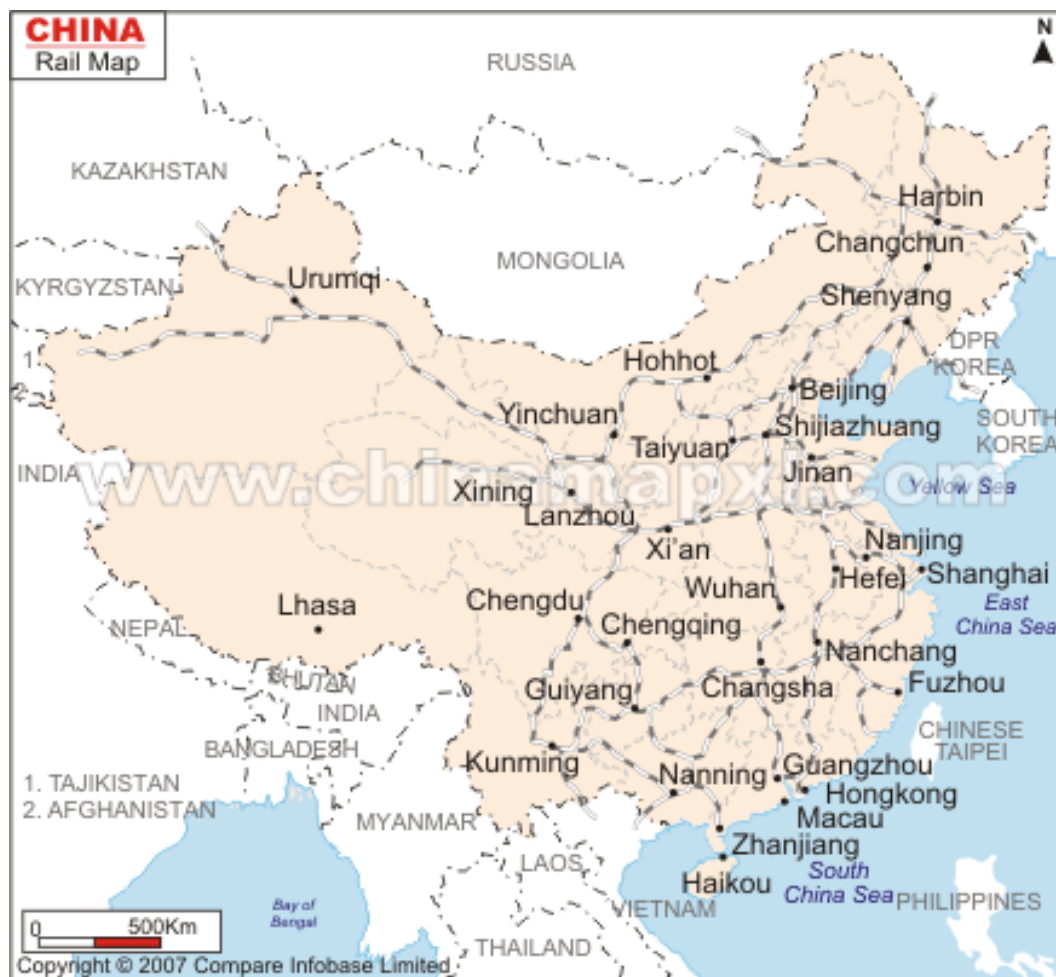 CHINA
Rail Map
N
RUSSIA
KAZAKHSTAN
Harbin
Changchun
MONGOLIA
KYRGYZSTAN
Urumqi
Shenyang
DPR
KOREA
1
Hohhot
2
Beijing
Yinchuan
Taiyuan
Shijiazhuang
SOUTH
KOREA
INDIA
www.chinamapxl.com
Jinan
Yellow Sea
Xining
Lanzhou
Xi'an
Nanjing
Wuhan
Hefei
Shanghai
Lhasa
Chengdu
East
China Sea
NEPAL
Chengqing
Nanchang
BHUTAN
Guiyang
Changsha
Fuzhou
INDIA
CHINESE
TAIPEI
BANGLADESH
Kunming
Nanning
Guangzhou
1. TAJIKISTAN
2. AFGHANISTAN
Hongkong
Macau
MYANMAR
Zhanjiang
LAOS
Haikou
South
China Sea
VIETNAM
PHILIPPINES
Bay of
Bengal
0 500Km
THAILAND
Copyright © 2007 Compare Infobase Limited